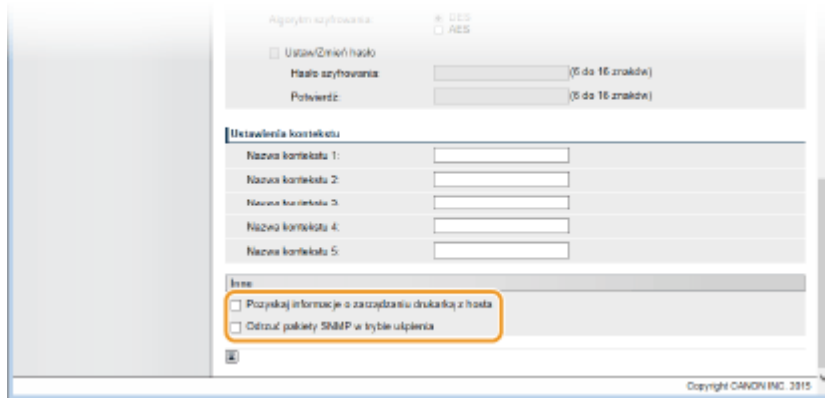 Algorytm szyfrowania:
DES
AES
Ustaw/Zmień hasło
Hasło szyfrowania: (6 do 16 znaków)
Potwierdź: (6 do 16 znaków)
Ustawienia kontekstu
Nazwa kontekstu 1:
Nazwa kontekstu 2:
Nazwa kontekstu 3:
Nazwa kontekstu 4:
Nazwa kontekstu 5:
Inne
Pozyskaj informacje o zarządzaniu drukarką z hosta
Odrzuć pakiety SNMP w trybie uśpienia
Copyright CANON INC. 2015